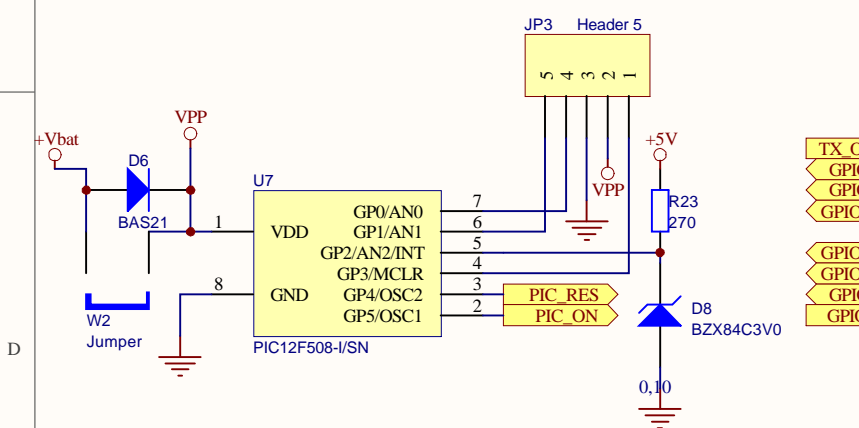 JP3 Header 5
5 4 3 2 1
+Vbat
VPP
+5V
D6
BAS21
VPP
U7
R23
270
1
VDD
8
GND
GP0/AN0
7
GP1/AN1
6
GP2/AN2/INT
5
GP3/MCLR
4
GP4/OSC2
3
PIC_RES
GP5/OSC1
2
PIC_ON
PIC12F508-I/SN
W2
Jumper
D8
BZX84C3V0
0,10
D